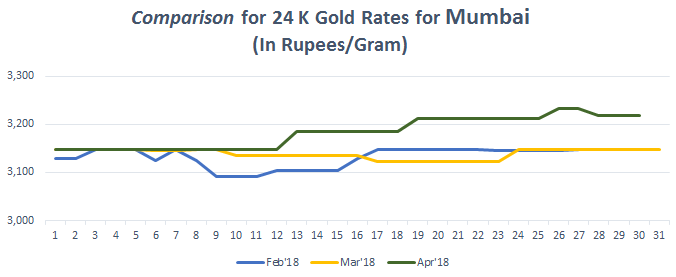 Comparison for 24 K Gold Rates for Mumbai
(In Rupees/Gram)
3,300
3,200
3,100
3,000
1 2 3 4 5 6 7 8 9 10 11 12 13 14 15 16 17 18 19 20 21 22 23 24 25 26 27 28 29 30 31
Feb'18 Mar'18 Apr'18